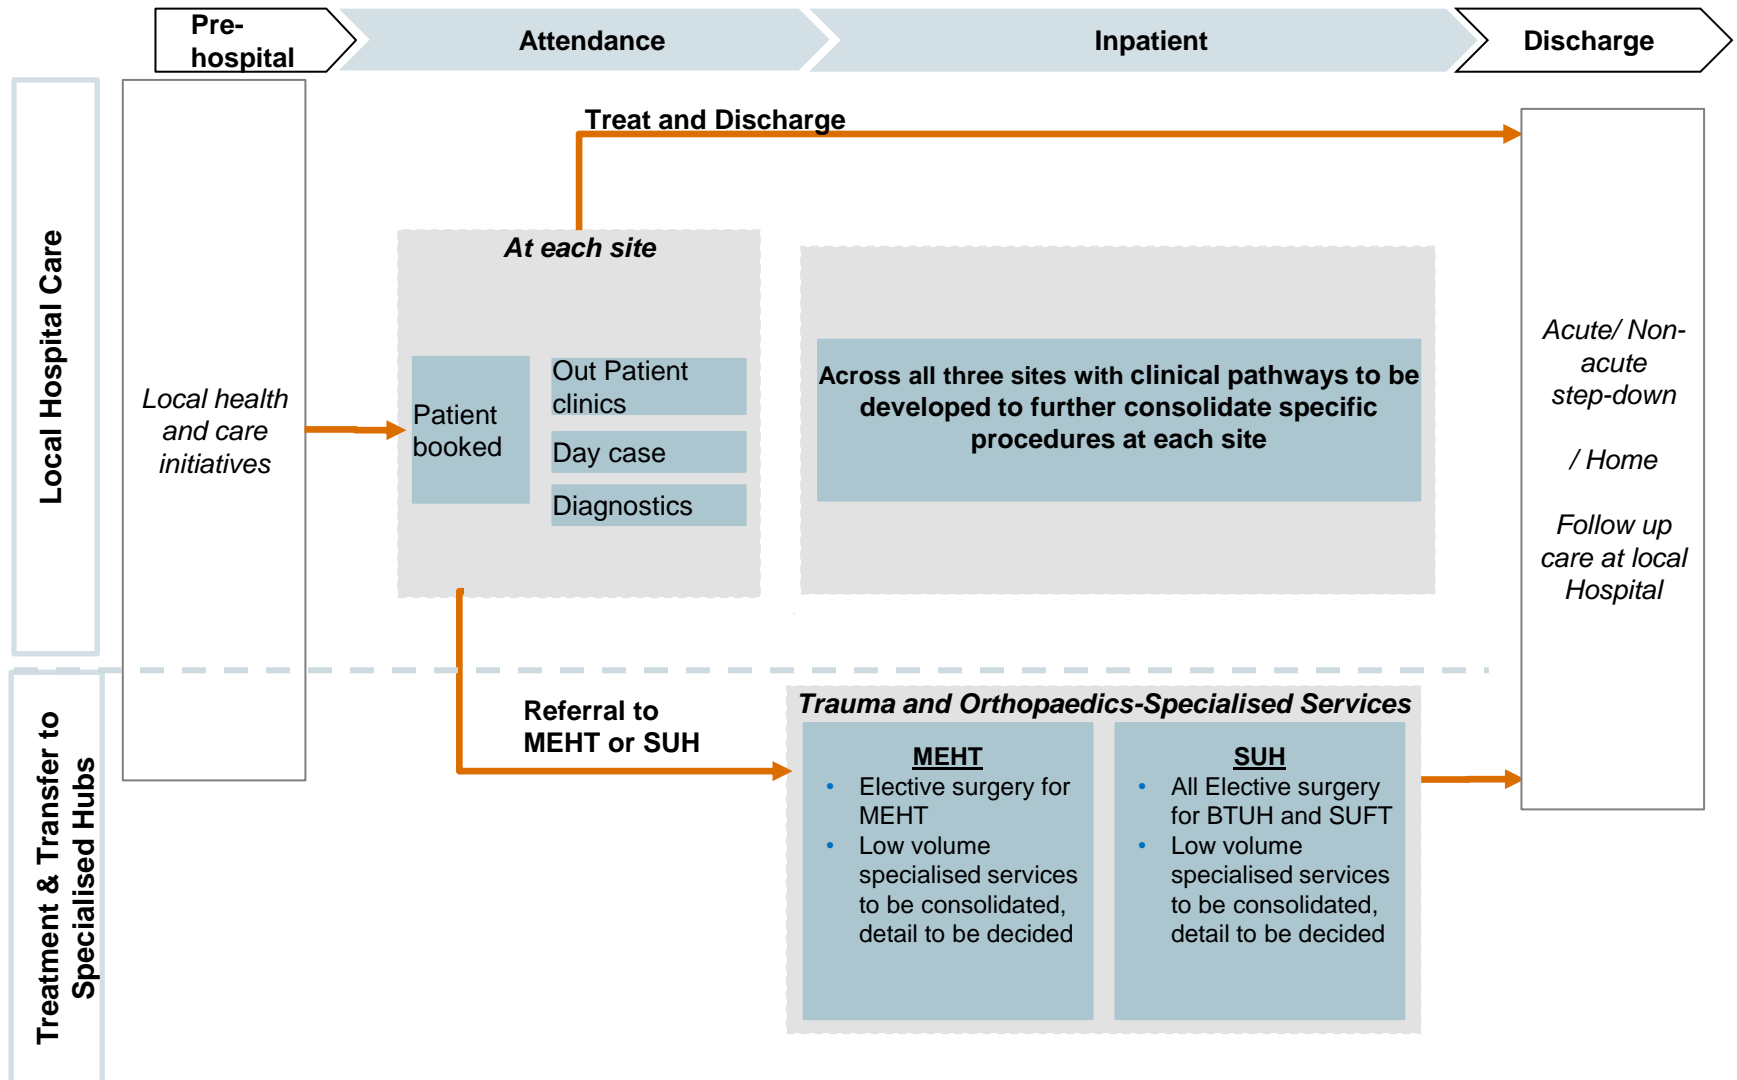 Pre-
hospital
Attendance
Inpatient
Discharge
Local Hospital Care
Treatment & Transfer to
Specialised Hubs
Local health
and care
initiatives
Treat and Discharge
At each site
Patient
booked
Out Patient
clinics
Day case
Diagnostics
Across all three sites with clinical pathways to be
developed to further consolidate specific
procedures at each site
Acute/ Non-
acute
step-down
/ Home
Follow up
care at local
Hospital
Referral to
MEHT or SUH
Trauma and Orthopaedics-Specialised Services
MEHT
• Elective surgery for
MEHT
• Low volume
specialised services
to be consolidated,
detail to be decided
SUH
• All Elective surgery
for BTUH and SUFT
• Low volume
specialised services
to be consolidated,
detail to be decided